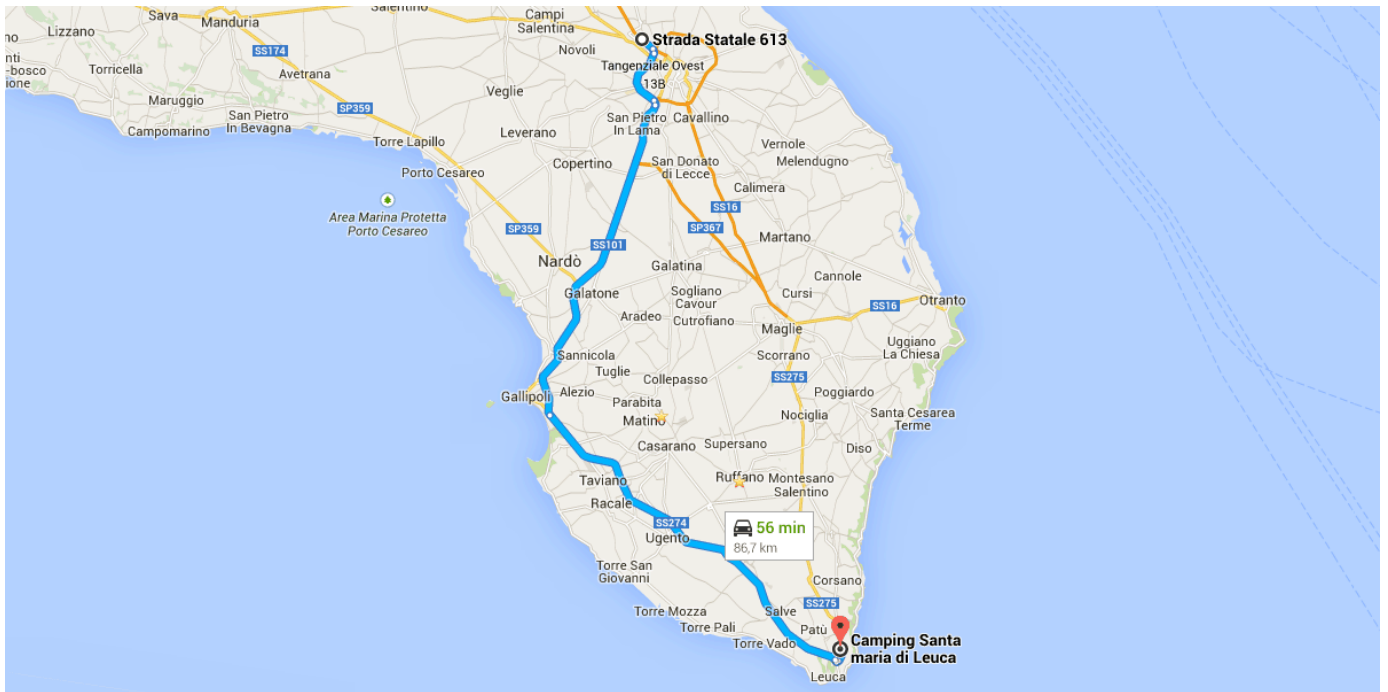 Salentino
Sava
Manduria
Lizzano
Campi
Salentina
Strada Statale 613
SS174
Novoli
Avetrana
Torricella
Tangenziale Ovest
13B
Veglie
Maruggio
SP359
San Pietro
In Bevagna
Campomarino
San Pietro
In Lama
Cavallino
Leverano
Torre Lapillo
Vernole
Melendugno
Copertino
San Donato
di Lecce
Porto Cesareo
Calimera
Area Marina Protetta
Porto Cesareo
SS16
SP359
SP367
SS101
Martano
Nardò
Galatina
Cannole
Galatone
Sogliano
Cavour
Cursi
Otranto
SS16
Aradeo
Cutrofiano
Maglie
Uggiano
La Chiesa
Sannicola
Scorrano
Tuglie
Collepasso
SS275
Gallipoli
Alezio
Poggiardo
Parabita
Matino
Nociglia
Santa Cesarea
Terme
Casarano
Supersano
Diso
Taviano
Ruffano
Montesano
Salentino
Racale
SS274
56 min
86,7 km
Ugento
Torre San
Giovanni
Corsano
SS275
Torre Mozza
Salve
Torre Pali
Patù
Torre Vado
Camping Santa
maria di Leuca
Leuca